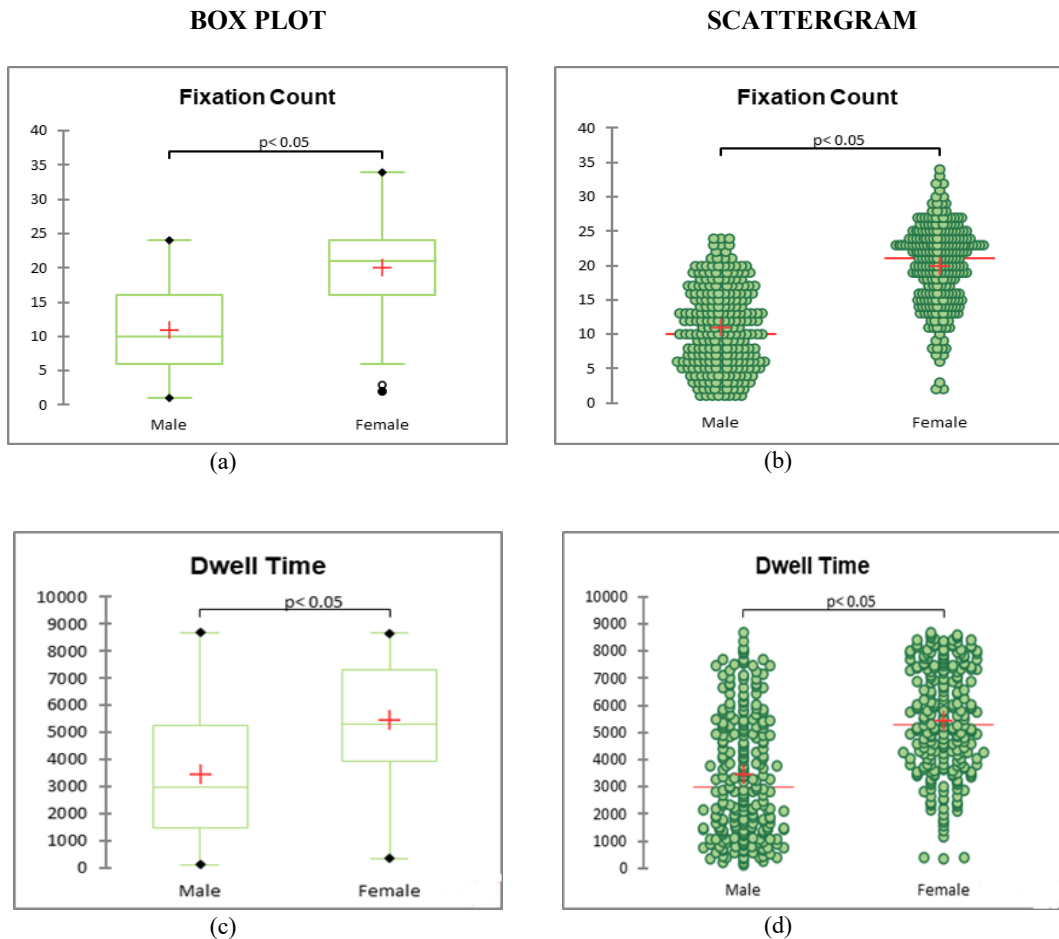 BOX PLOT
SCATTERGRAM
Fixation Count
p< 0.05
40
35
30
25
20
15
10
5
0
Male
Female
(a)
Fixation Count
p< 0.05
40
35
30
25
20
15
10
5
0
Male
Female
(b)
Dwell Time
p< 0.05
10000
9000
8000
7000
6000
5000
4000
3000
2000
1000
0
Male
Female
(c)
Dwell Time
p< 0.05
10000
9000
8000
7000
6000
5000
4000
3000
2000
1000
0
Male
Female
(d)